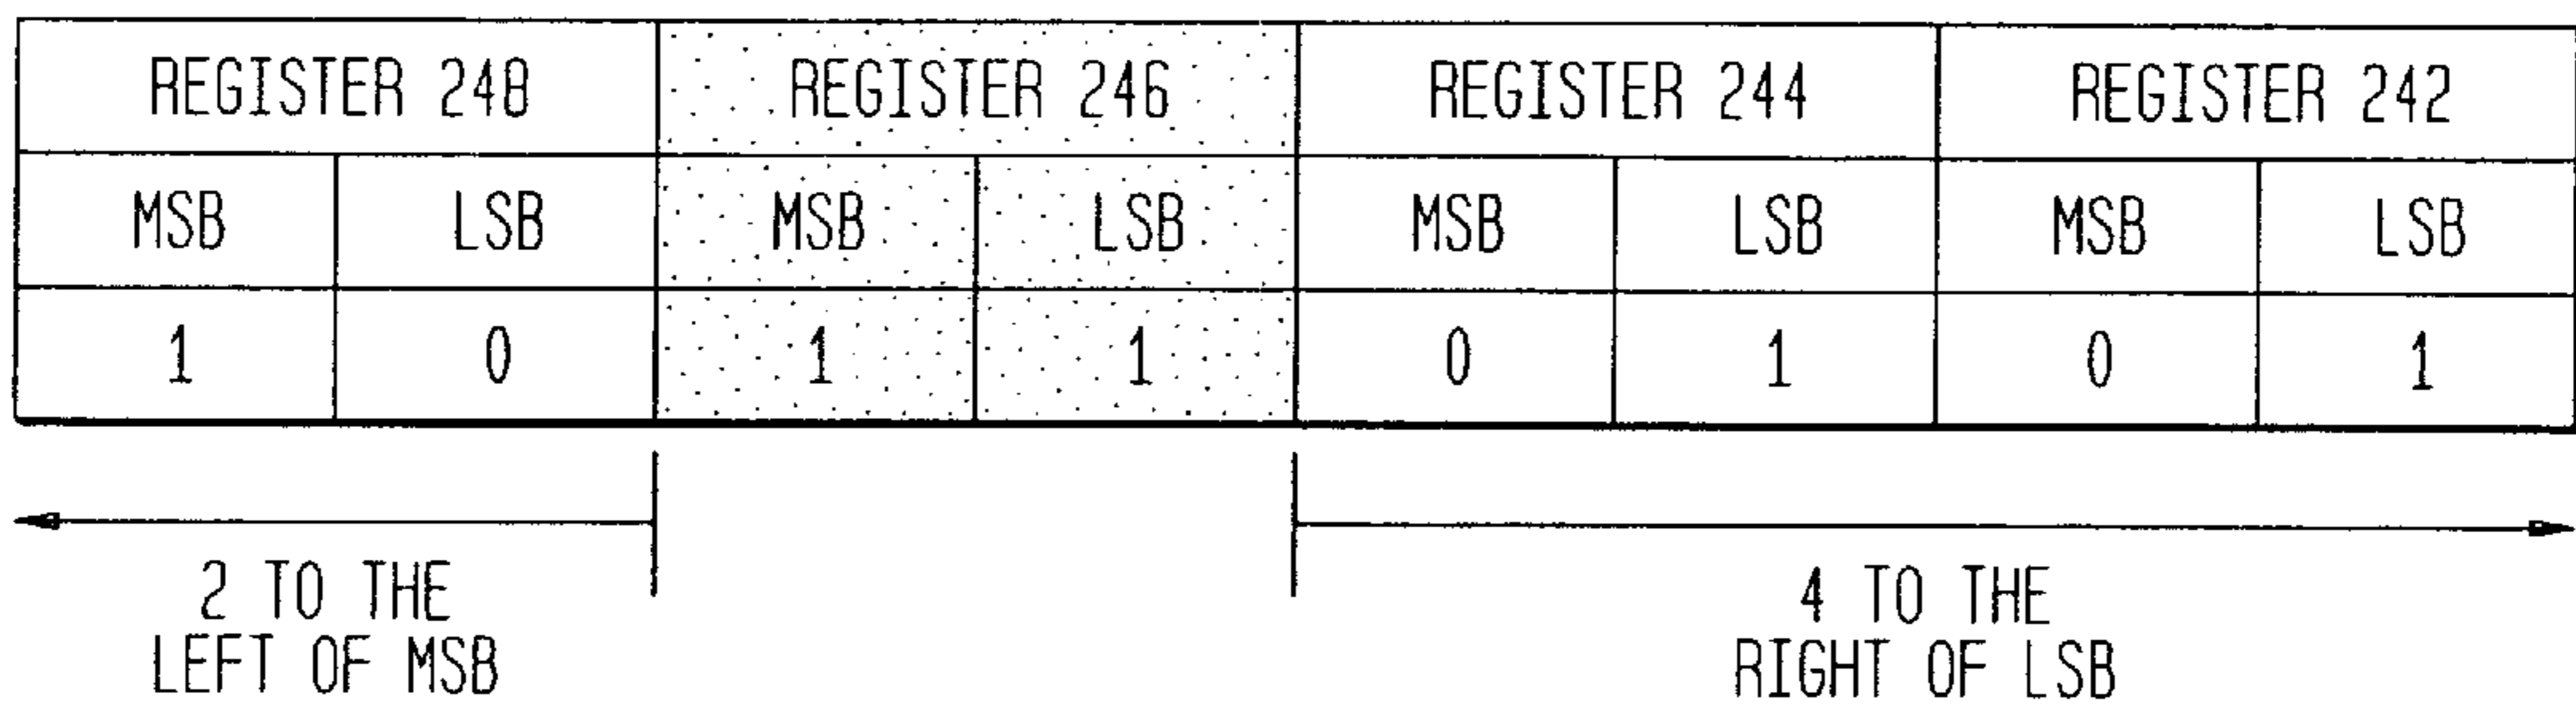 REGISTER 248 REGISTER 246 REGISTER 244 REGISTER 242
MSB LSB MSB LSB MSB LSB MSB LSB
1 0 1 1 0 1 0 1
2 TO THE
LEFT OF MSB
4 TO THE
RIGHT OF LSB